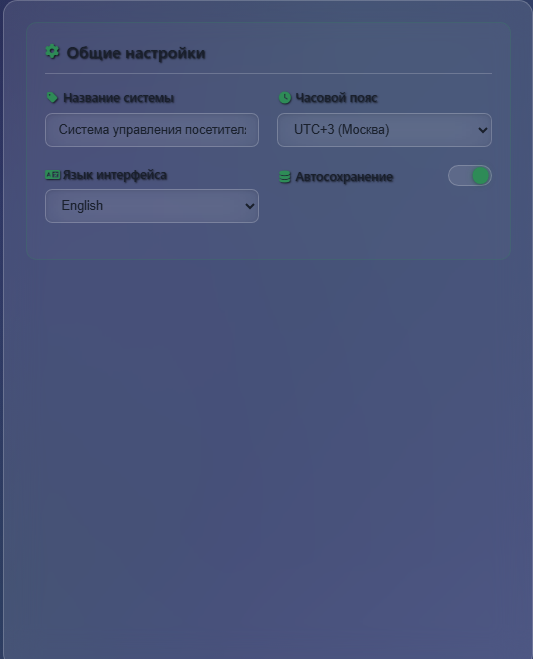 Общие настройки
Название системы
Часовой пояс
Система управления посетител
UTC+3 (Москва)
Язык интерфейса
Автосохранение
English